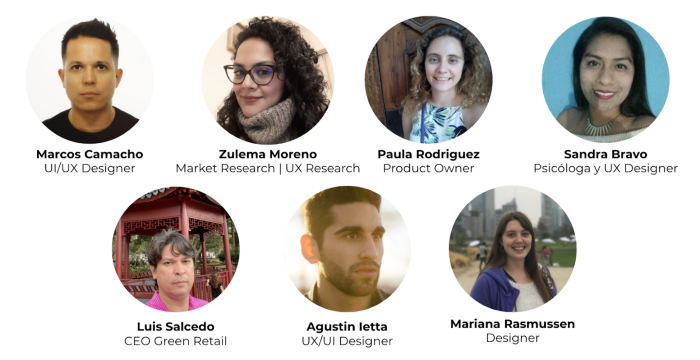 Marcos Camacho
UI/UX Designer
Zulema Moreno
Market Research | UX Research
Paula Rodriguez
Product Owner
Sandra Bravo
Psicóloga y UX Designer
Luis Salcedo
CEO Green Retail
Agustin Ietta
UX/UI Designer
Mariana Rasmussen
Designer